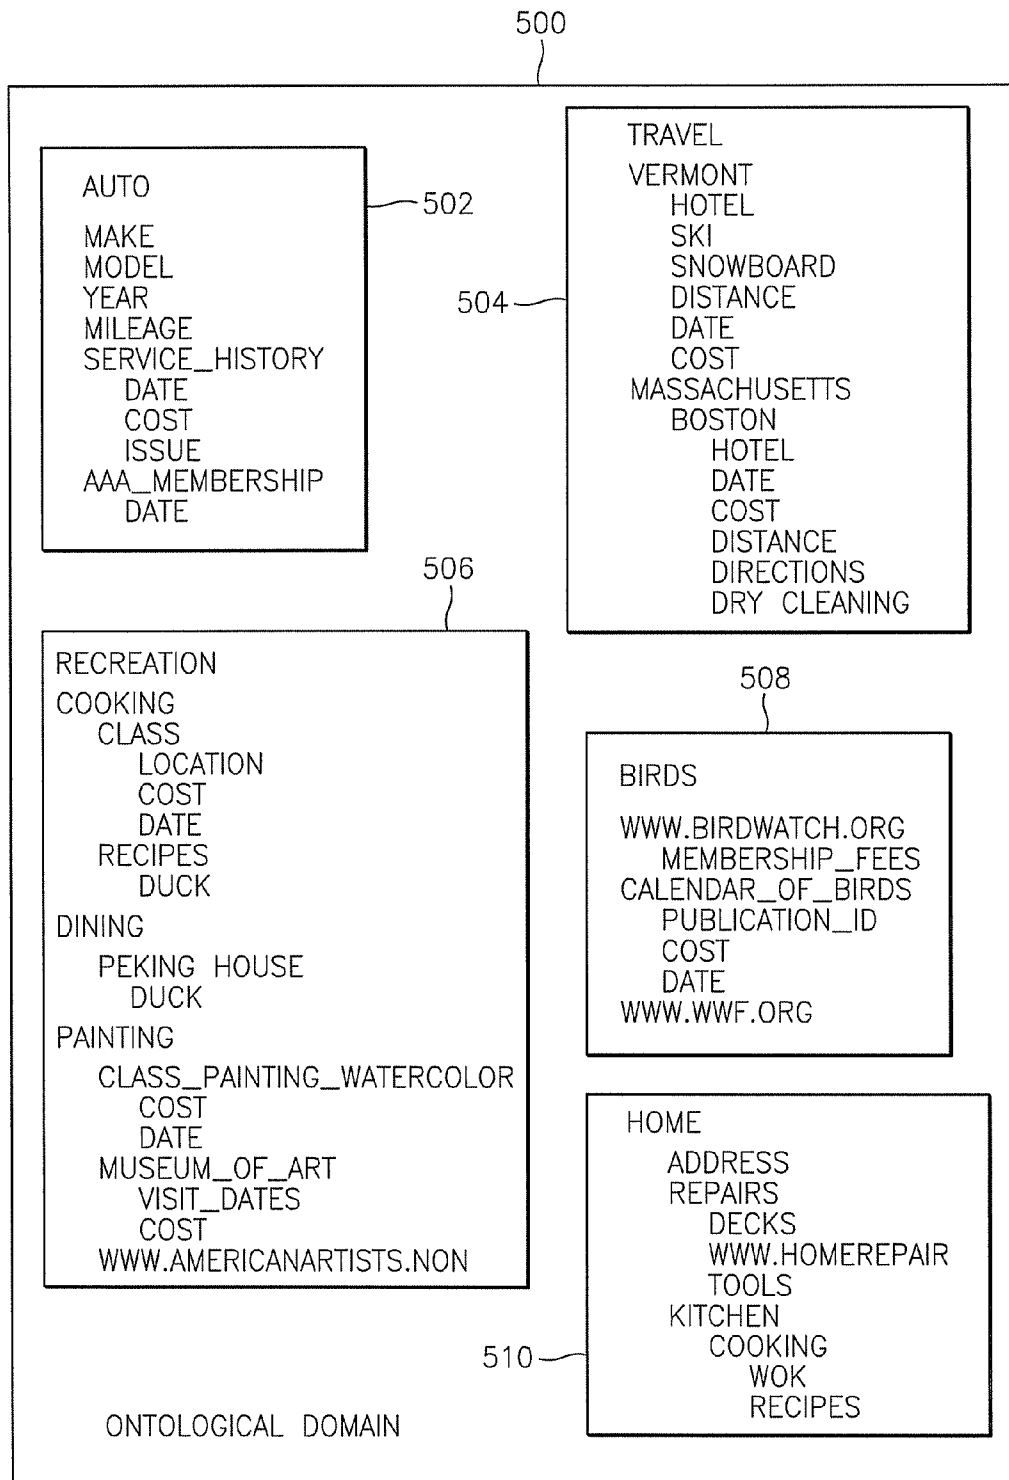 500
AUTO
MAKE
MODEL
YEAR
MILEAGE
SERVICE_HISTORY
DATE
COST
ISSUE
AAA_MEMBERSHIP
DATE
502
TRAVEL
VERMONT
HOTEL
SKI
SNOWBOARD
DISTANCE
DATE
COST
MASSACHUSETTS
BOSTON
HOTEL
DATE
COST
DISTANCE
DIRECTIONS
DRY CLEANING
504
506
RECREATION
COOKING
CLASS
LOCATION
COST
DATE
RECIPES
DUCK
DINING
PEKING HOUSE
DUCK
PAINTING
CLASS_PAINTING_WATERCOLOR
COST
DATE
MUSEUM_OF_ART
VISIT_DATES
COST
WWW.AMERICANARTISTS.NON
508
BIRDS
WWW.BIRDWATCH.ORG
MEMBERSHIP_FEES
CALENDAR_OF_BIRDS
PUBLICATION_ID
COST
DATE
WWW.WWF.ORG
HOME
ADDRESS
REPAIRS
DECKS
WWW.HOMEREPAIR
TOOLS
KITCHEN
COOKING
WOK
RECIPES
510
ONTOLOGICAL DOMAIN